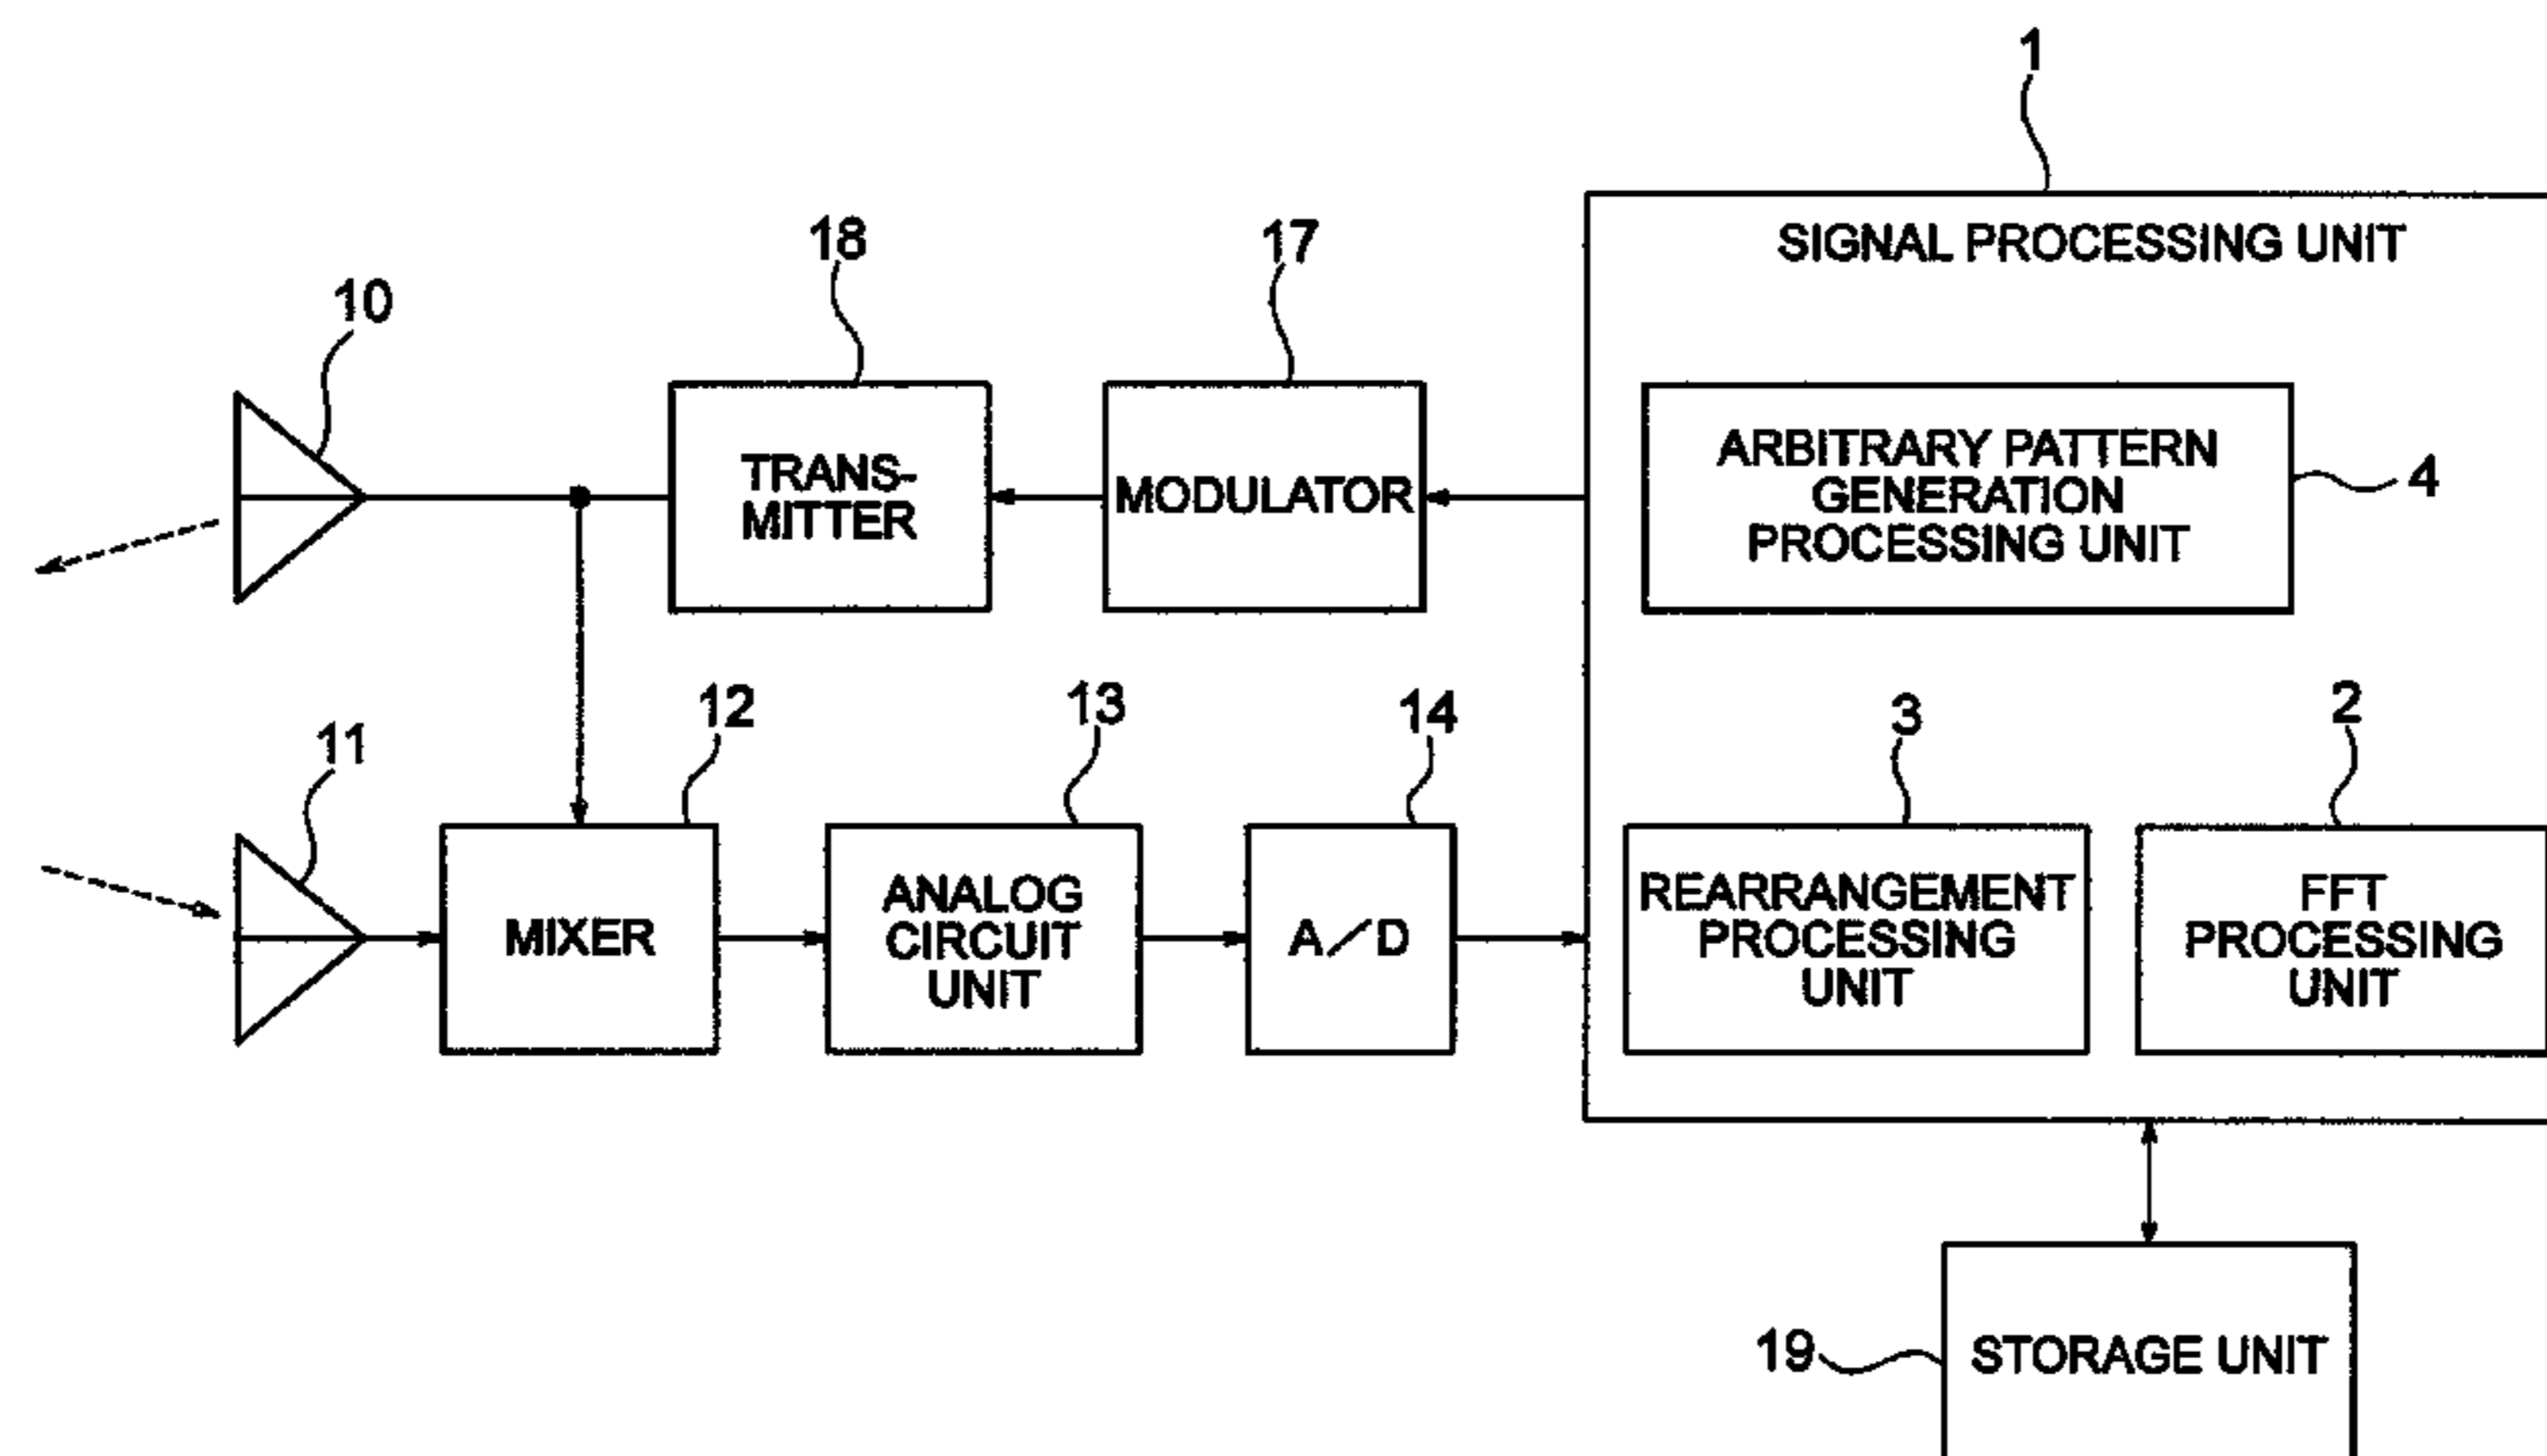 1
SIGNAL PROCESSING UNIT
18
17
10
TRANS-
MITTER
MODULATOR
ARBITRARY PATTERN
GENERATION
PROCESSING UNIT
4
11
12
13
14
3
2
MIXER
ANALOG
CIRCUIT
UNIT
A/D
REARRANGEMENT
PROCESSING
UNIT
FFT
PROCESSING
UNIT
19
STORAGE UNIT